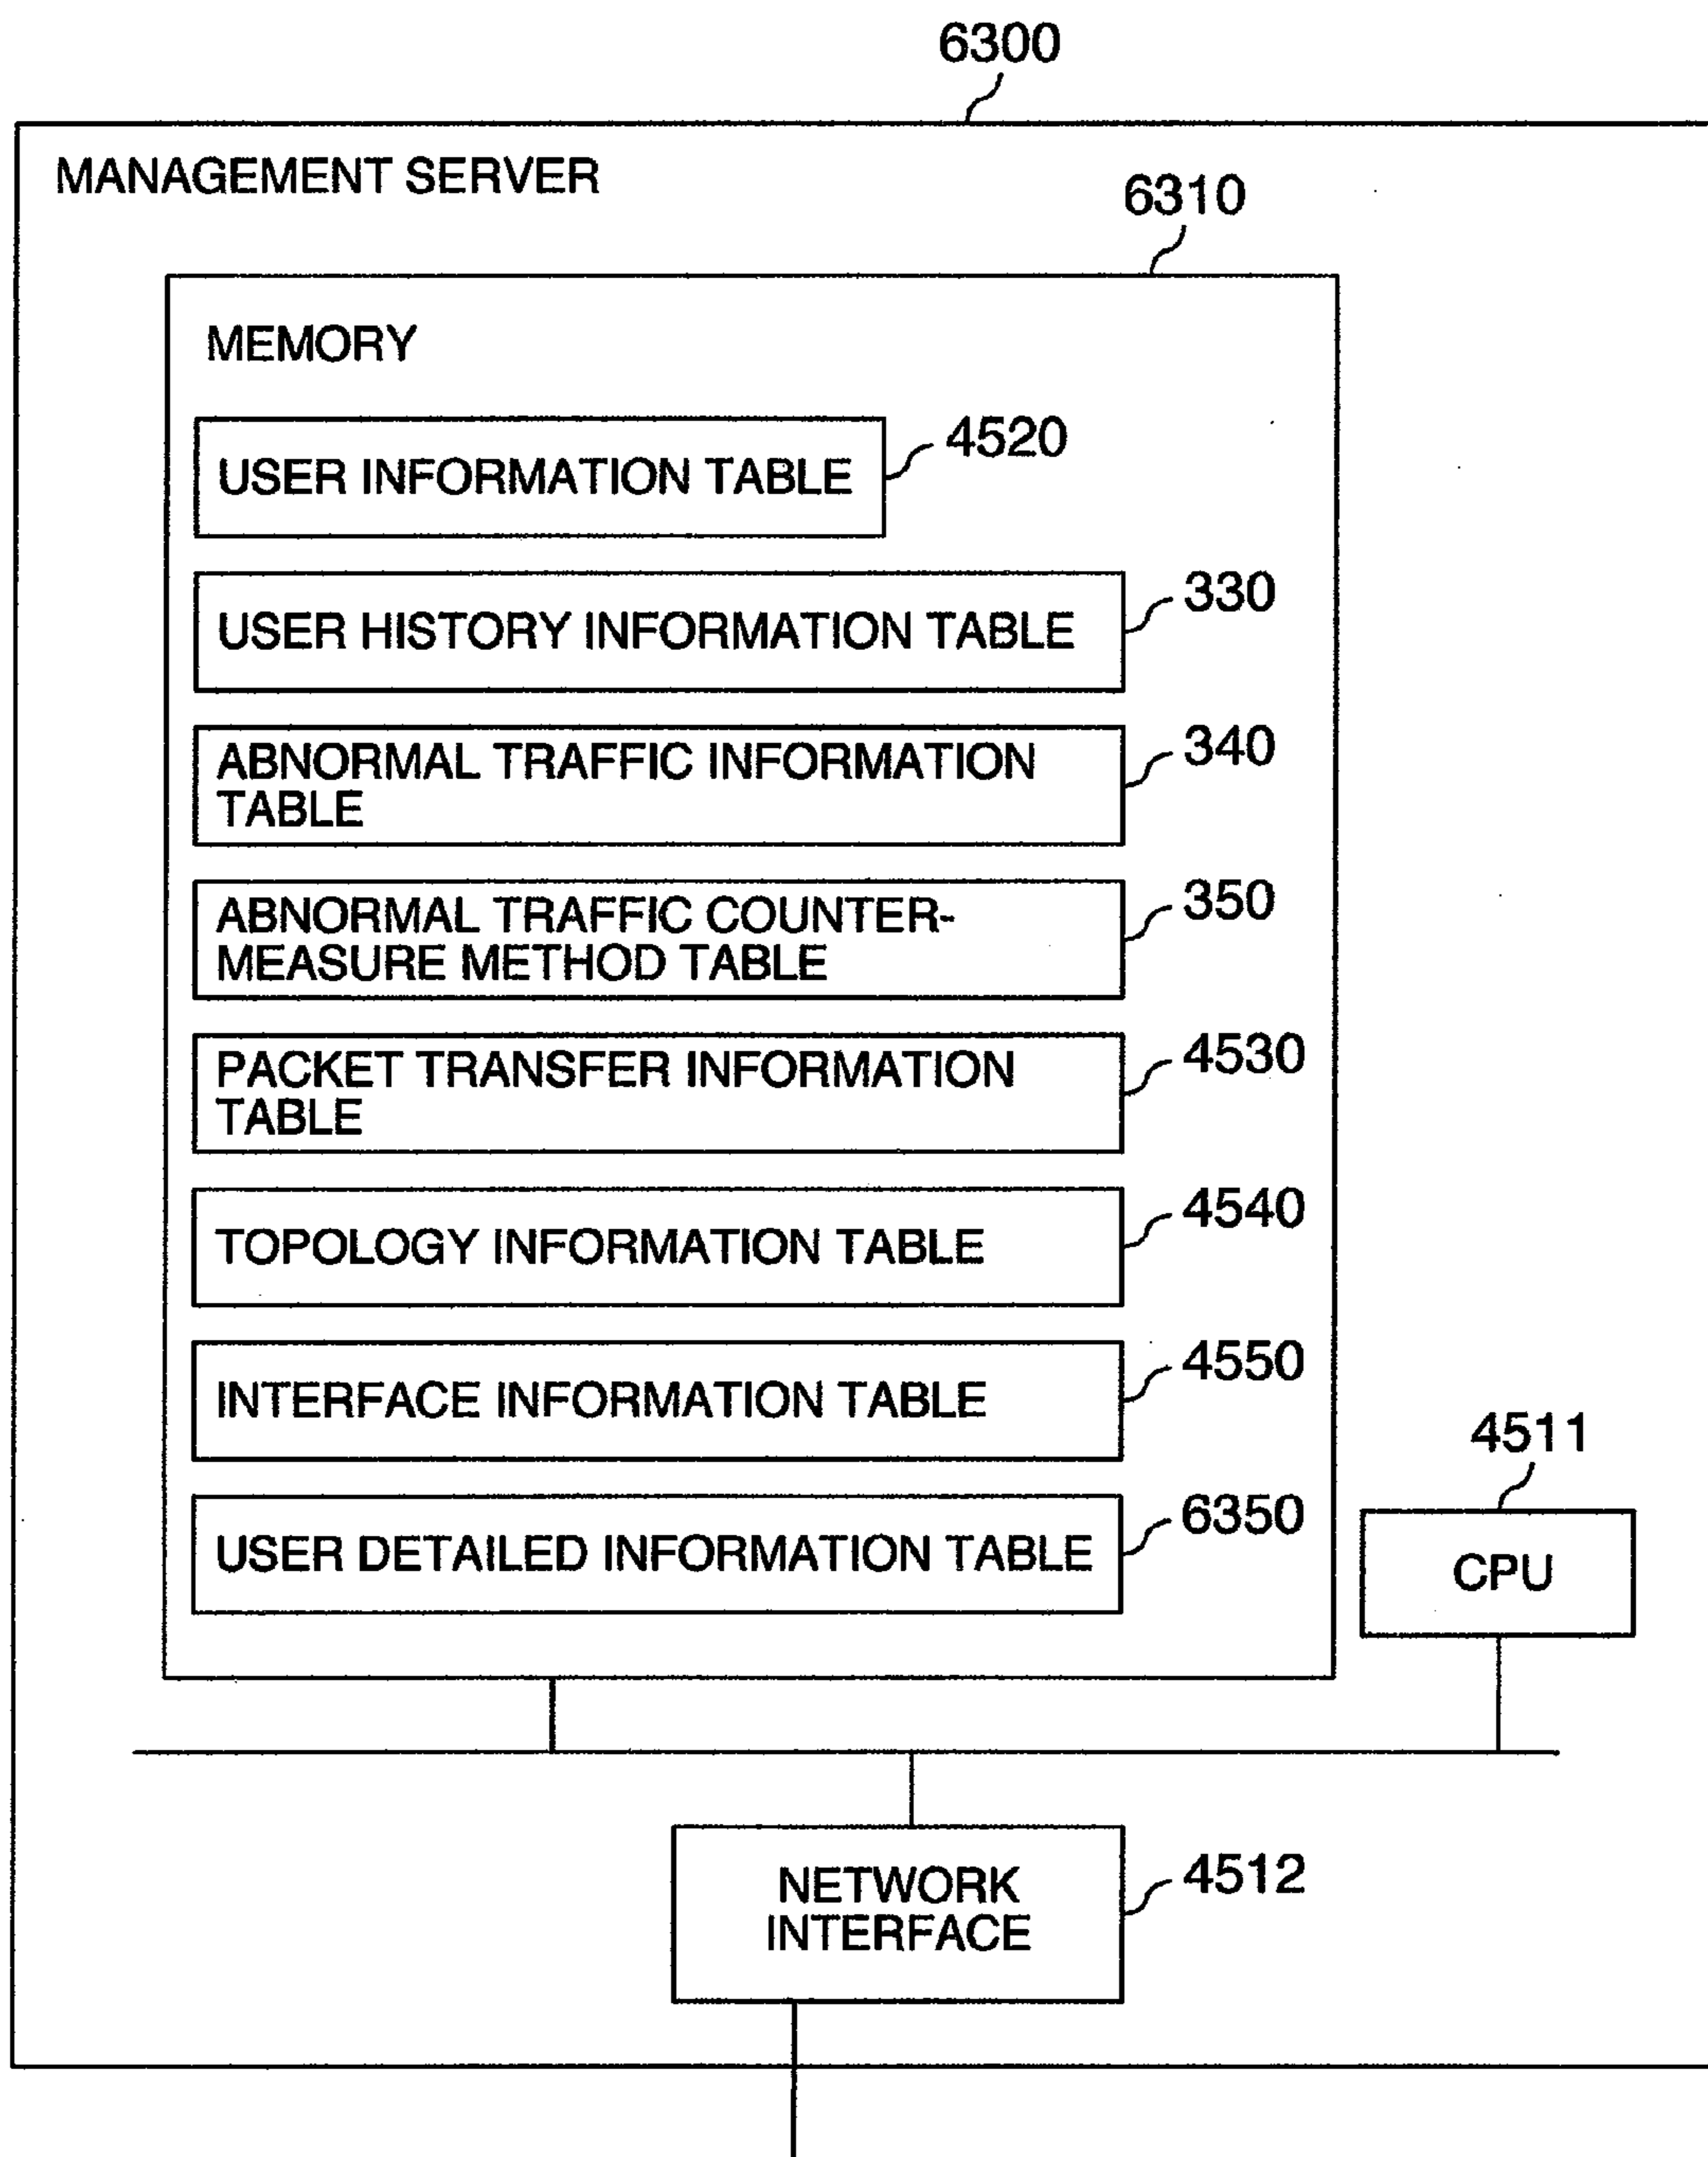 6300
MANAGEMENT SERVER
6310
MEMORY
USER INFORMATION TABLE
4520
USER HISTORY INFORMATION TABLE
330
ABNORMAL TRAFFIC INFORMATION
TABLE
340
ABNORMAL TRAFFIC COUNTER-
MEASURE METHOD TABLE
350
PACKET TRANSFER INFORMATION
TABLE
4530
TOPOLOGY INFORMATION TABLE
4540
INTERFACE INFORMATION TABLE
4550
USER DETAILED INFORMATION TABLE
6350
4511
CPU
NETWORK
INTERFACE
4512